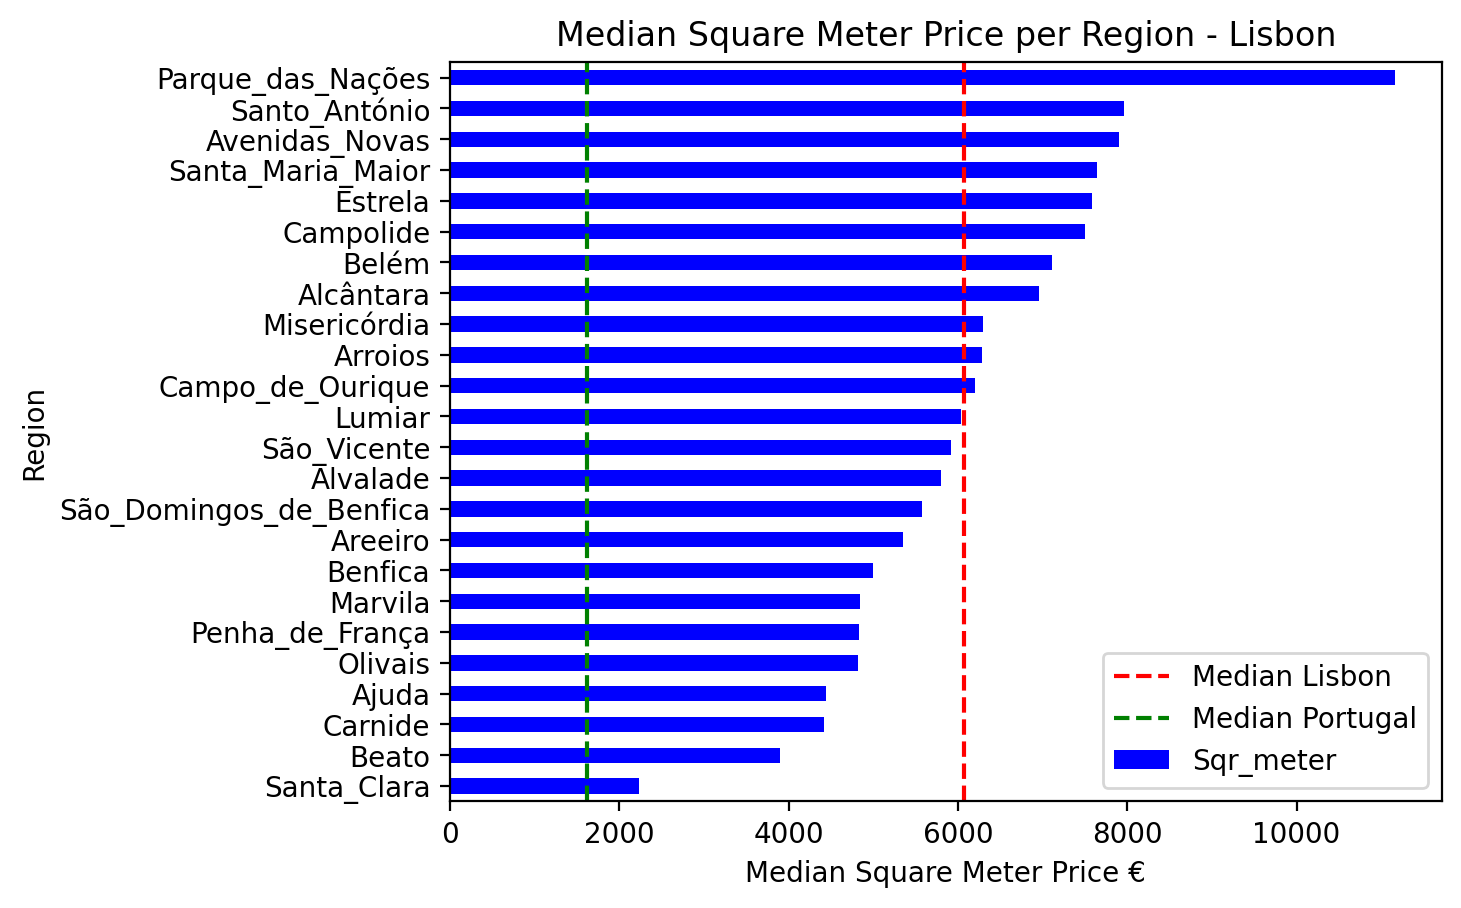 Median Square Meter Price per Region - Lisbon
Parque_das_Nações
Santo_António
Avenidas_Novas
Santa_Maria_Maior
Estrela
Campolide
Belém
Alcântara
Misericórdia
Arroios
Campo_de_Ourique
Lumiar
São_Vicente
Alvalade
São_Domingos_de_Benfica
Areeiro
Benfica
Marvila
Penha_de_França
Olivais
Ajuda
Carnide
Beato
Santa_Clara
Region
Median Lisbon
Median Portugal
Sqr_meter
0 2000 4000 6000 8000 10000
Median Square Meter Price €